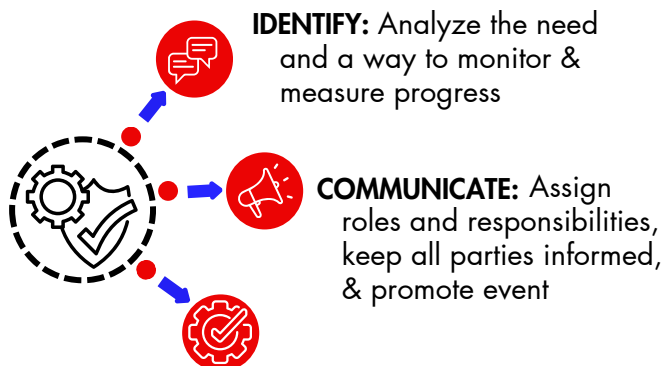 IDENTIFY: Analyze the need
and a way to monitor &
measure progress
COMMUNICATE: Assign
roles and responsibilities,
keep all parties informed,
& promote event